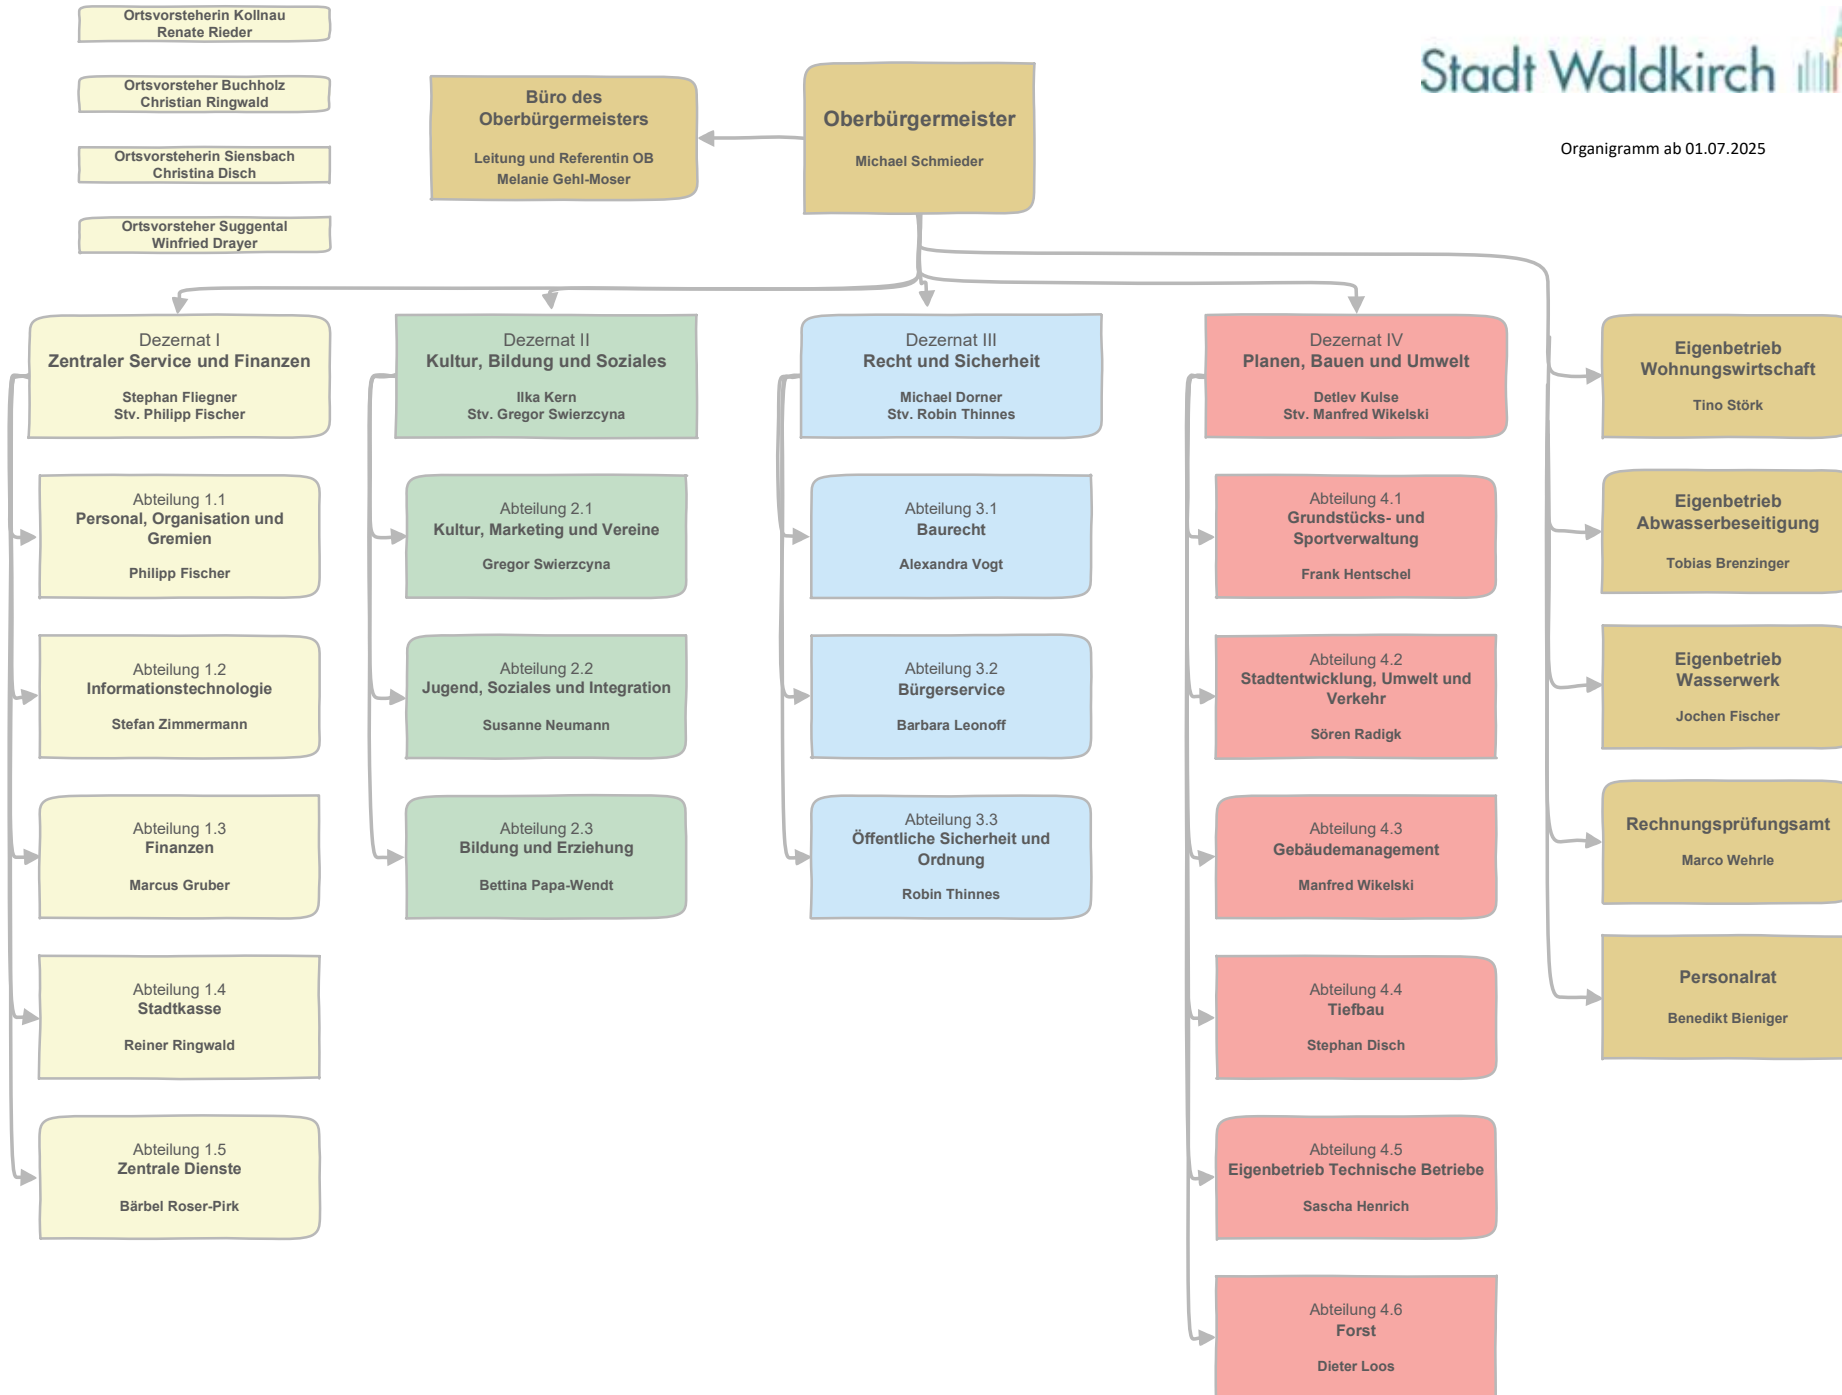 Ortsvorsteherin Kollnau
Renate Rieder
Ortsvorsteher Buchholz
Christian Ringwald
Ortsvorsteherin Siensbach
Christina Disch
Ortsvorsteher Suggental
Winfried Drayer
Büro des
Oberbürgermeisters
Leitung und Referentin OB
Melanie Gehl-Moser
Oberbürgermeister
Michael Schmieder
Stadt Waldkirch
Organigramm ab 01.07.2025
Dezernat I
Zentraler Service und Finanzen
Stephan Fliegner
Stv. Philipp Fischer
Abteilung 1.1
Personal, Organisation und
Gremien
Philipp Fischer
Abteilung 1.2
Informationstechnologie
Stefan Zimmermann
Abteilung 1.3
Finanzen
Marcus Gruber
Abteilung 1.4
Stadtkasse
Reiner Ringwald
Abteilung 1.5
Zentrale Dienste
Bärbel Roser-Pirk
Dezernat II
Kultur, Bildung und Soziales
Ilka Kern
Stv. Gregor Swierzcyna
Abteilung 2.1
Kultur, Marketing und Vereine
Gregor Swierzcyna
Abteilung 2.2
Jugend, Soziales und Integration
Susanne Neumann
Abteilung 2.3
Bildung und Erziehung
Bettina Papa-Wendt
Dezernat III
Recht und Sicherheit
Michael Dorner
Stv. Robin Thinnes
Abteilung 3.1
Baurecht
Alexandra Vogt
Abteilung 3.2
Bürgerservice
Barbara Leonoff
Abteilung 3.3
Öffentliche Sicherheit und
Ordnung
Robin Thinnes
Dezernat IV
Planen, Bauen und Umwelt
Detlev Kulse
Stv. Manfred Wikelski
Abteilung 4.1
Grundstücks- und
Sportverwaltung
Frank Hentschel
Abteilung 4.2
Stadtentwicklung, Umwelt und
Verkehr
Sören Radigk
Abteilung 4.3
Gebäudemanagement
Manfred Wikelski
Abteilung 4.4
Tiefbau
Stephan Disch
Abteilung 4.5
Eigenbetrieb Technische Betriebe
Sascha Henrich
Abteilung 4.6
Forst
Dieter Loos
Eigenbetrieb
Wohnungswirtschaft
Tino Störk
Eigenbetrieb
Abwasserbeseitigung
Tobias Brenzinger
Eigenbetrieb
Wasserwerk
Jochen Fischer
Rechnungsprüfungsamt
Marco Wehrle
Personalrat
Benedikt Bieniger